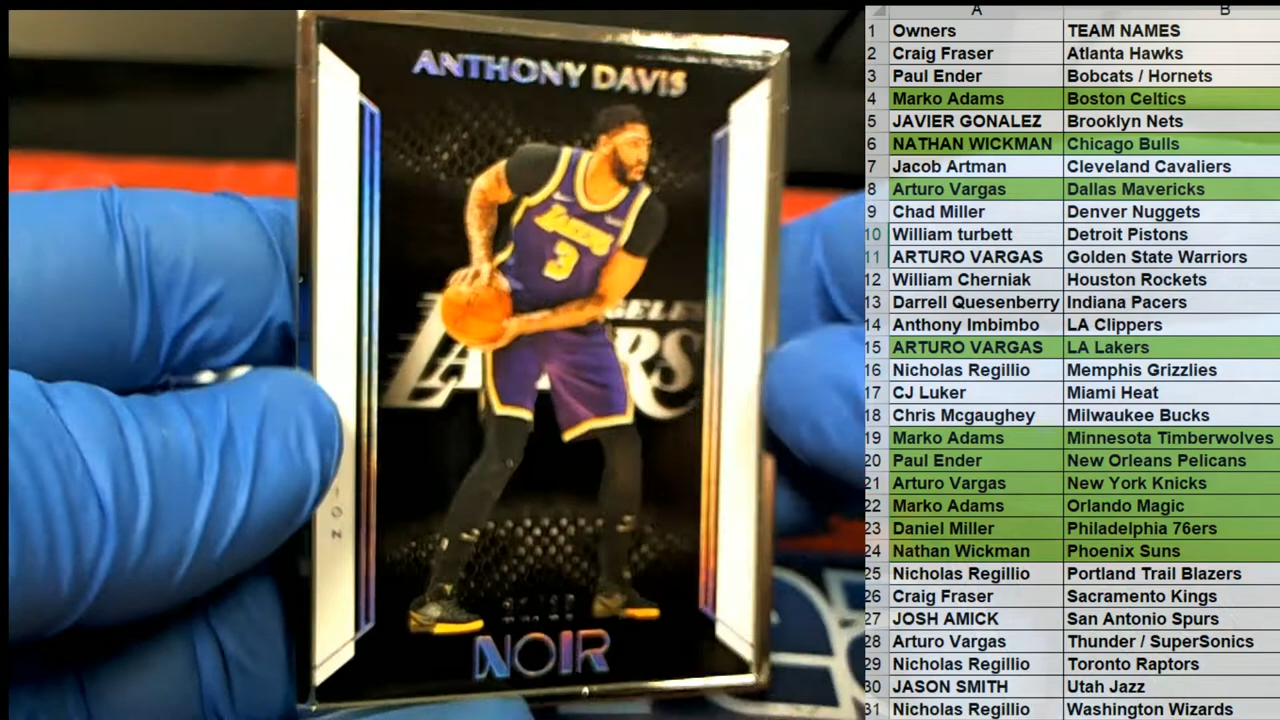 ANTHONY DAVIS
LAKERS
3
LAKERS
NOIR
A B
1 Owners TEAM NAMES
2 Craig Fraser Atlanta Hawks
3 Paul Ender Bobcats / Hornets
4 Marko Adams Boston Celtics
5 JAVIER GONALEZ Brooklyn Nets
6 NATHAN WICKMAN Chicago Bulls
7 Jacob Artman Cleveland Cavaliers
8 Arturo Vargas Dallas Mavericks
9 Chad Miller Denver Nuggets
10 William turbett Detroit Pistons
11 ARTURO VARGAS Golden State Warriors
12 William Cherniak Houston Rockets
13 Darrell Quesenberry Indiana Pacers
14 Anthony Imbimbo LA Clippers
15 ARTURO VARGAS LA Lakers
16 Nicholas Regillio Memphis Grizzlies
17 CJ Luker Miami Heat
18 Chris Mcgaughey Milwaukee Bucks
19 Marko Adams Minnesota Timberwolves
20 Paul Ender New Orleans Pelicans
21 Arturo Vargas New York Knicks
22 Marko Adams Orlando Magic
23 Daniel Miller Philadelphia 76ers
24 Nathan Wickman Phoenix Suns
25 Nicholas Regillio Portland Trail Blazers
26 Craig Fraser Sacramento Kings
27 JOSH AMICK San Antonio Spurs
28 Arturo Vargas Thunder / SuperSonics
29 Nicholas Regillio Toronto Raptors
30 JASON SMITH Utah Jazz
31 Nicholas Regillio Washington Wizards